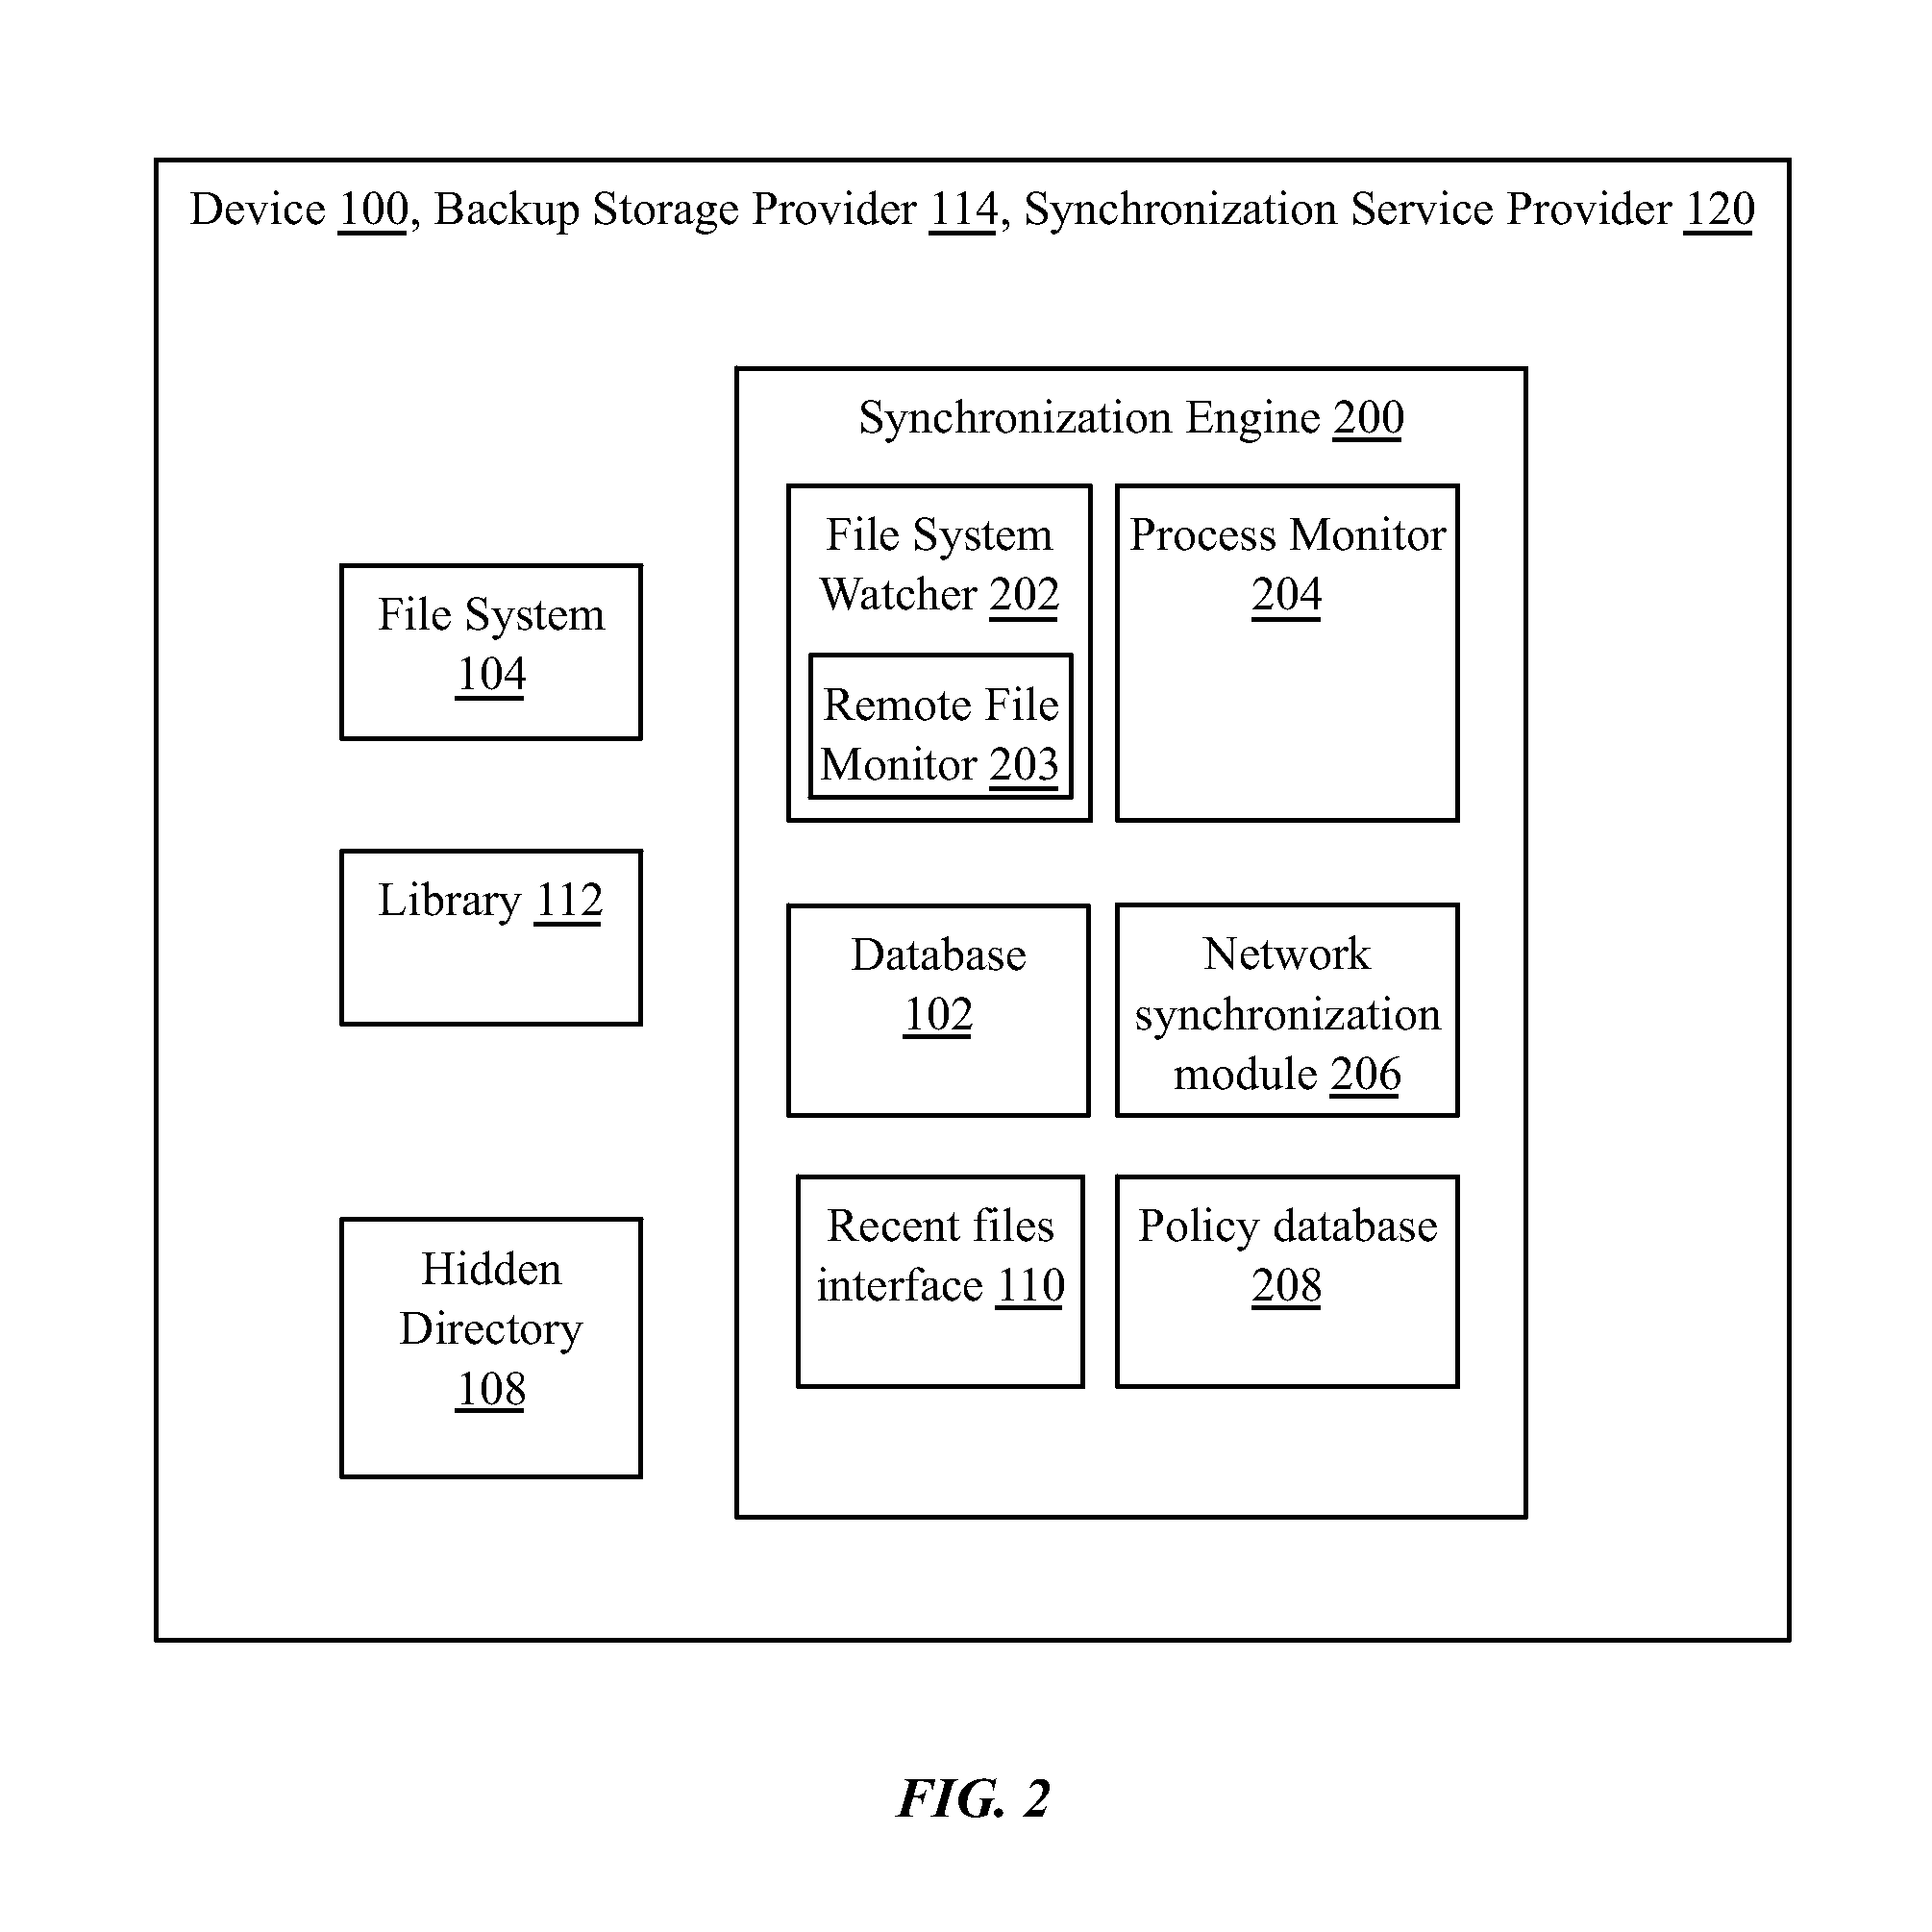 Device 100, Backup Storage Provider 114, Synchronization Service Provider 120
File System
104
Library 112
Hidden
Directory
108
Synchronization Engine 200
File System
Watcher 202
Remote File
Monitor 203
Process Monitor
204
Database
102
Network
synchronization
module 206
Recent files
interface 110
Policy database
208
FIG. 2